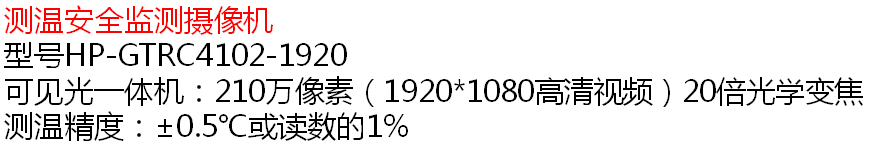 测温安全监测摄像机
型号HP-GTRC4102-1920
可见光一体机：210万像素（1920*1080高清视频）20倍光学变焦
测温精度：±0.5℃或读数的1%